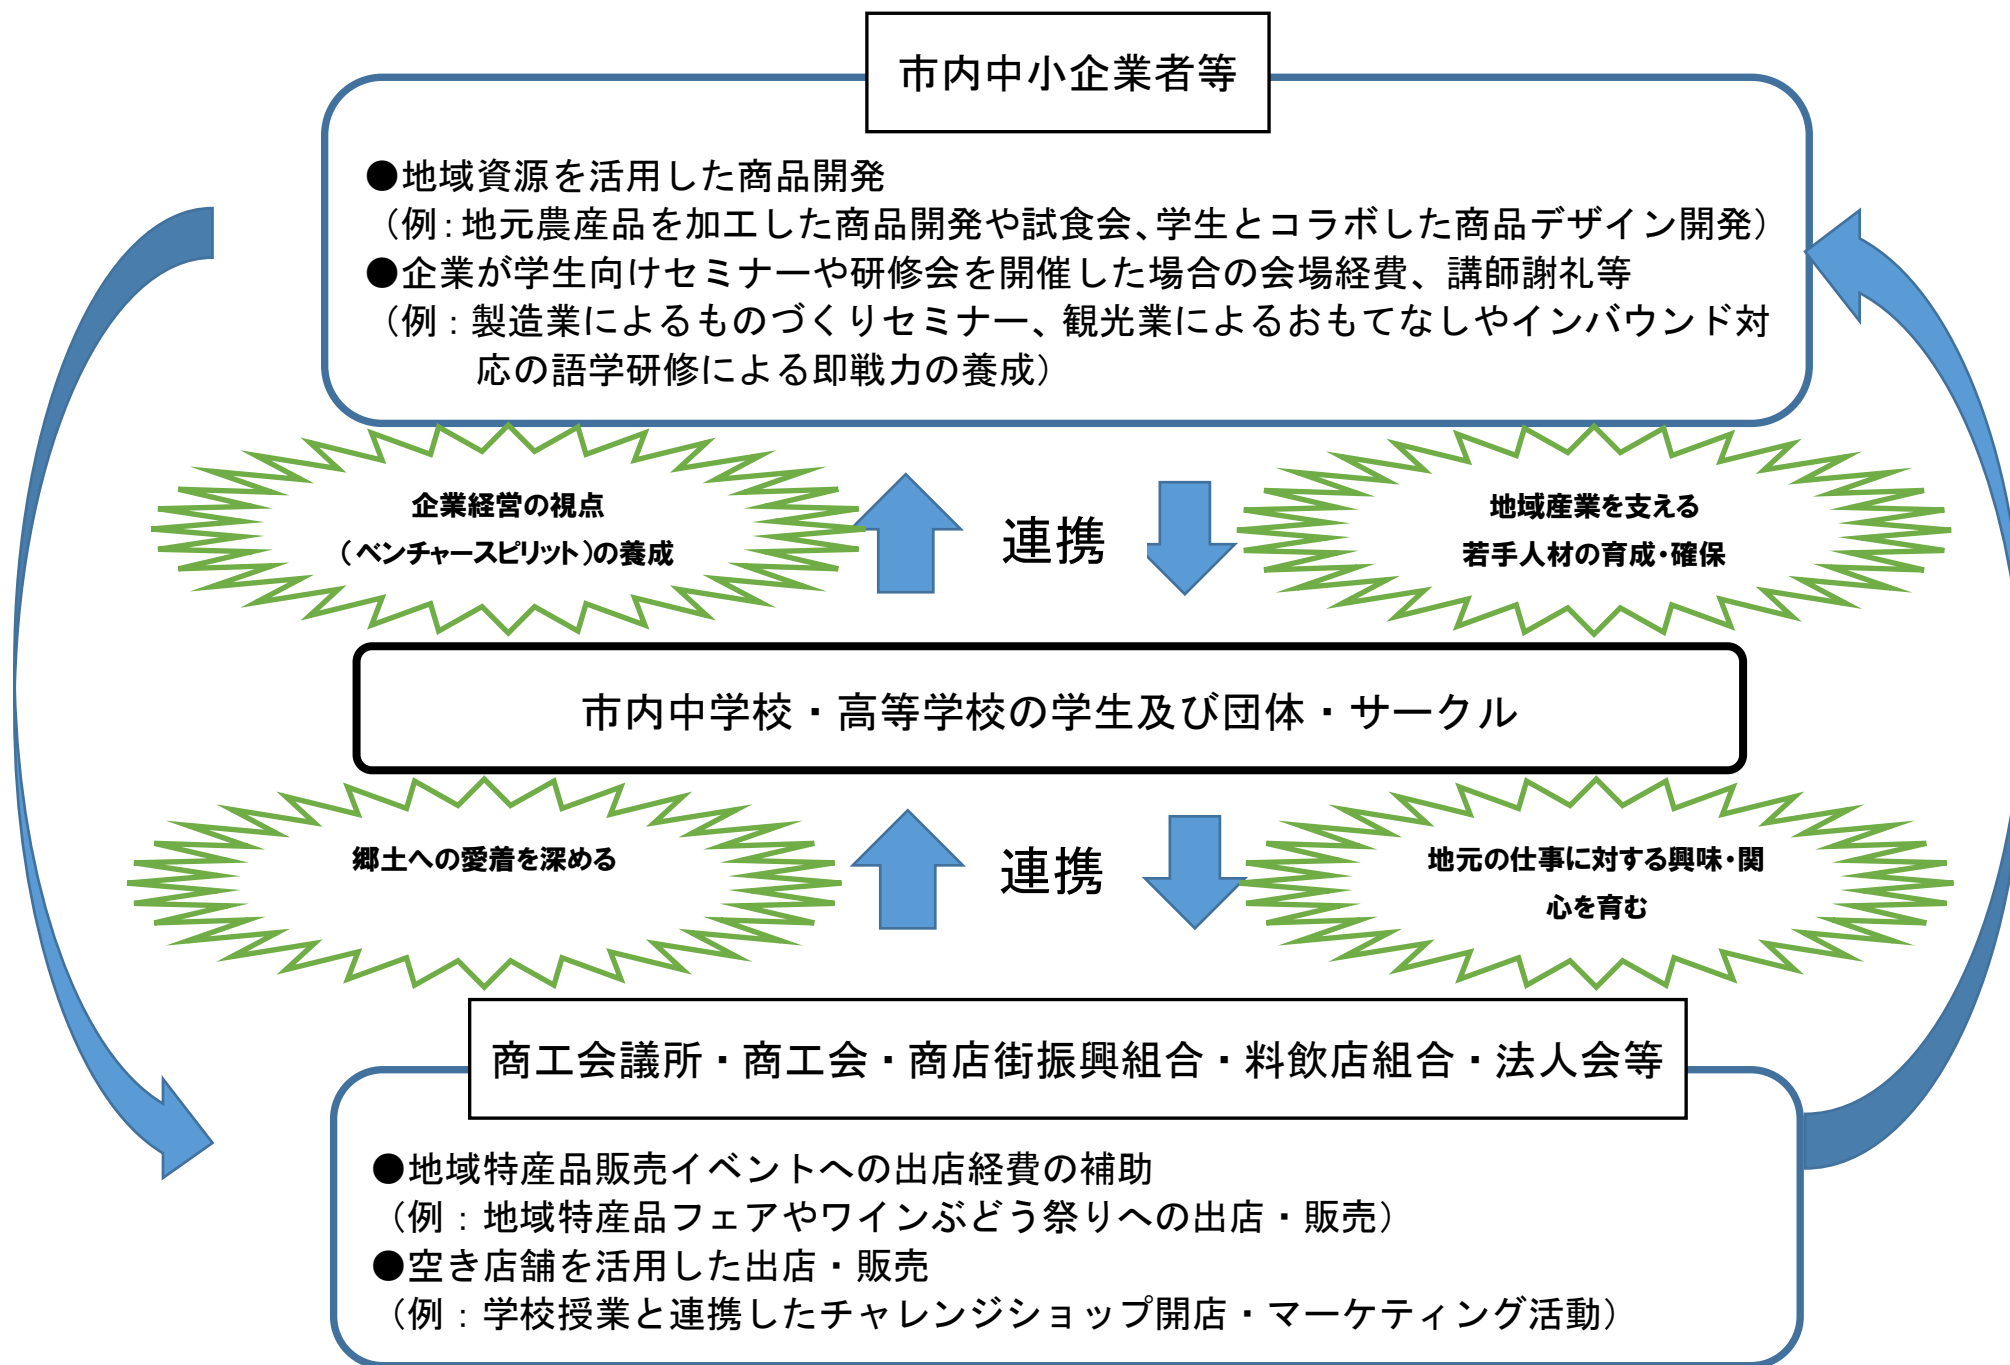 市内中小企業者等
●地域資源を活用した商品開発
（例：地元農産品を加工した商品開発や試食会、学生とコラボした商品デザイン開発）
●企業が学生向けセミナーや研修会を開催した場合の会場経費、講師謝礼等
（例：製造業によるものづくりセミナー、観光業によるおもてなしやインバウンド対
応の語学研修による即戦力の養成）
企業経営の視点
（ベンチャースピリット）の養成
連携
地域産業を支える
若手人材の育成・確保
市内中学校・高等学校の学生及び団体・サークル
郷土への愛着を深める
連携
地元の仕事に対する興味・関
心を育む
商工会議所・商工会・商店街振興組合・料飲店組合・法人会等
●地域特産品販売イベントへの出店経費の補助
（例：地域特産品フェアやワインぶどう祭りへの出店・販売）
●空き店舗を活用した出店・販売
（例：学校授業と連携したチャレンジショップ開店・マーケティング活動）